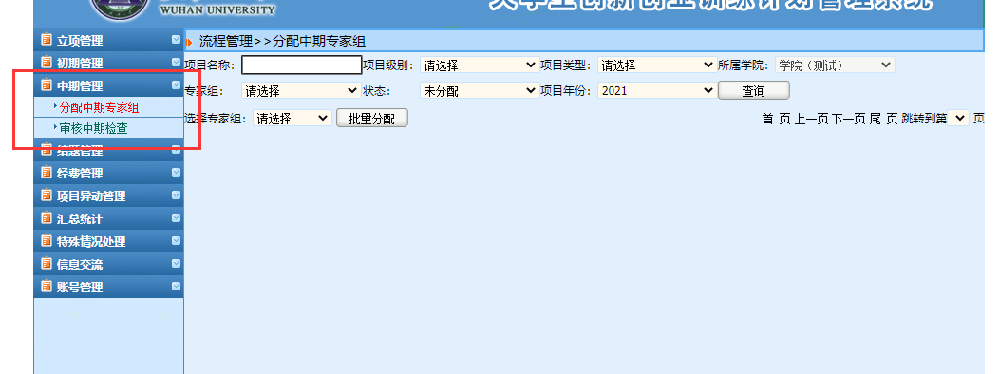 WUHAN UNIVERSITY
大学生创新创业训练计划管理系统
立项管理
初期管理
中期管理
分配中期专家组
审核中期检查
结题管理
经费管理
项目异动管理
汇总统计
特殊情况处理
信息交流
账号管理
流程管理>>分配中期专家组
项目名称: 项目级别: 请选择 项目类型: 请选择 所属学院: 学院（测试）
专家组: 请选择 状态: 未分配 项目年份: 2021 查询
选择专家组: 请选择 批量分配 首 页 上一页 下一页 尾 页 跳转到第 页